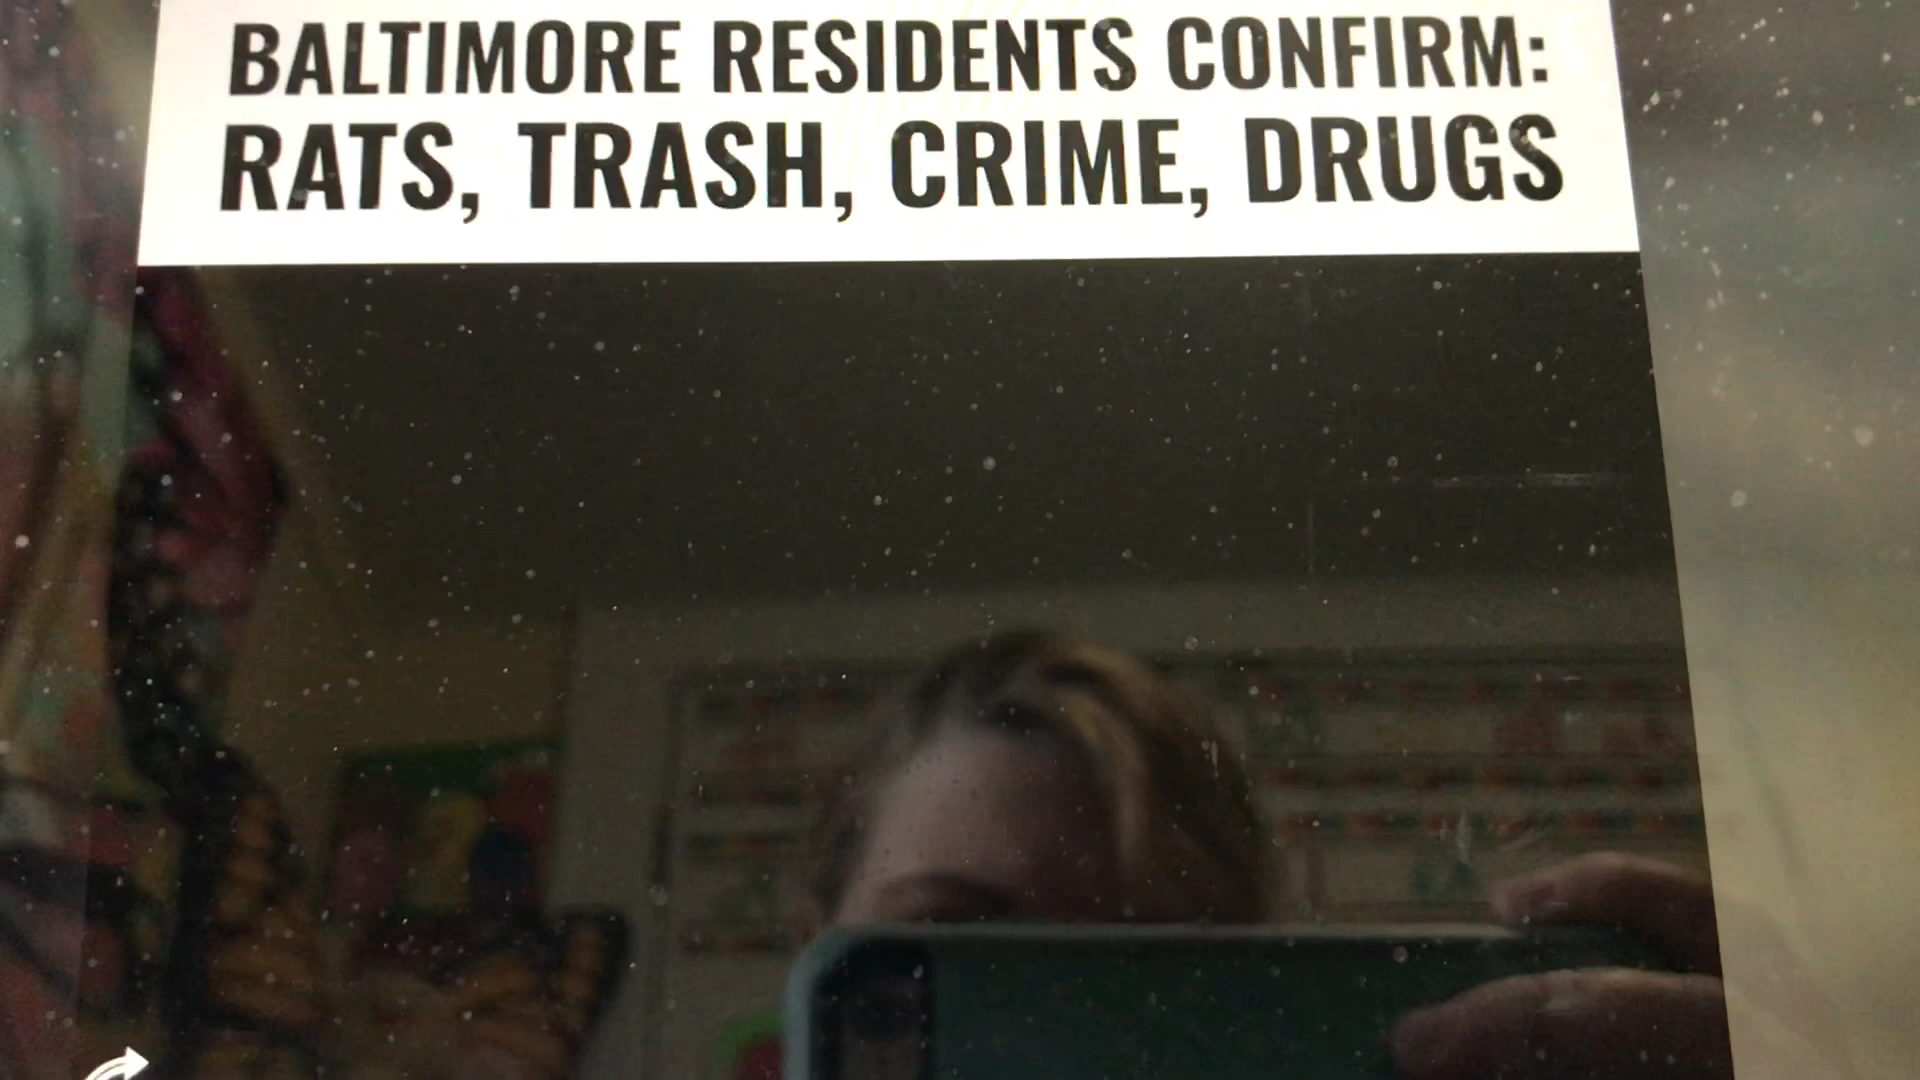 BALTIMORE RESIDENTS CONFIRM:
RATS, TRASH, CRIME, DRUGS